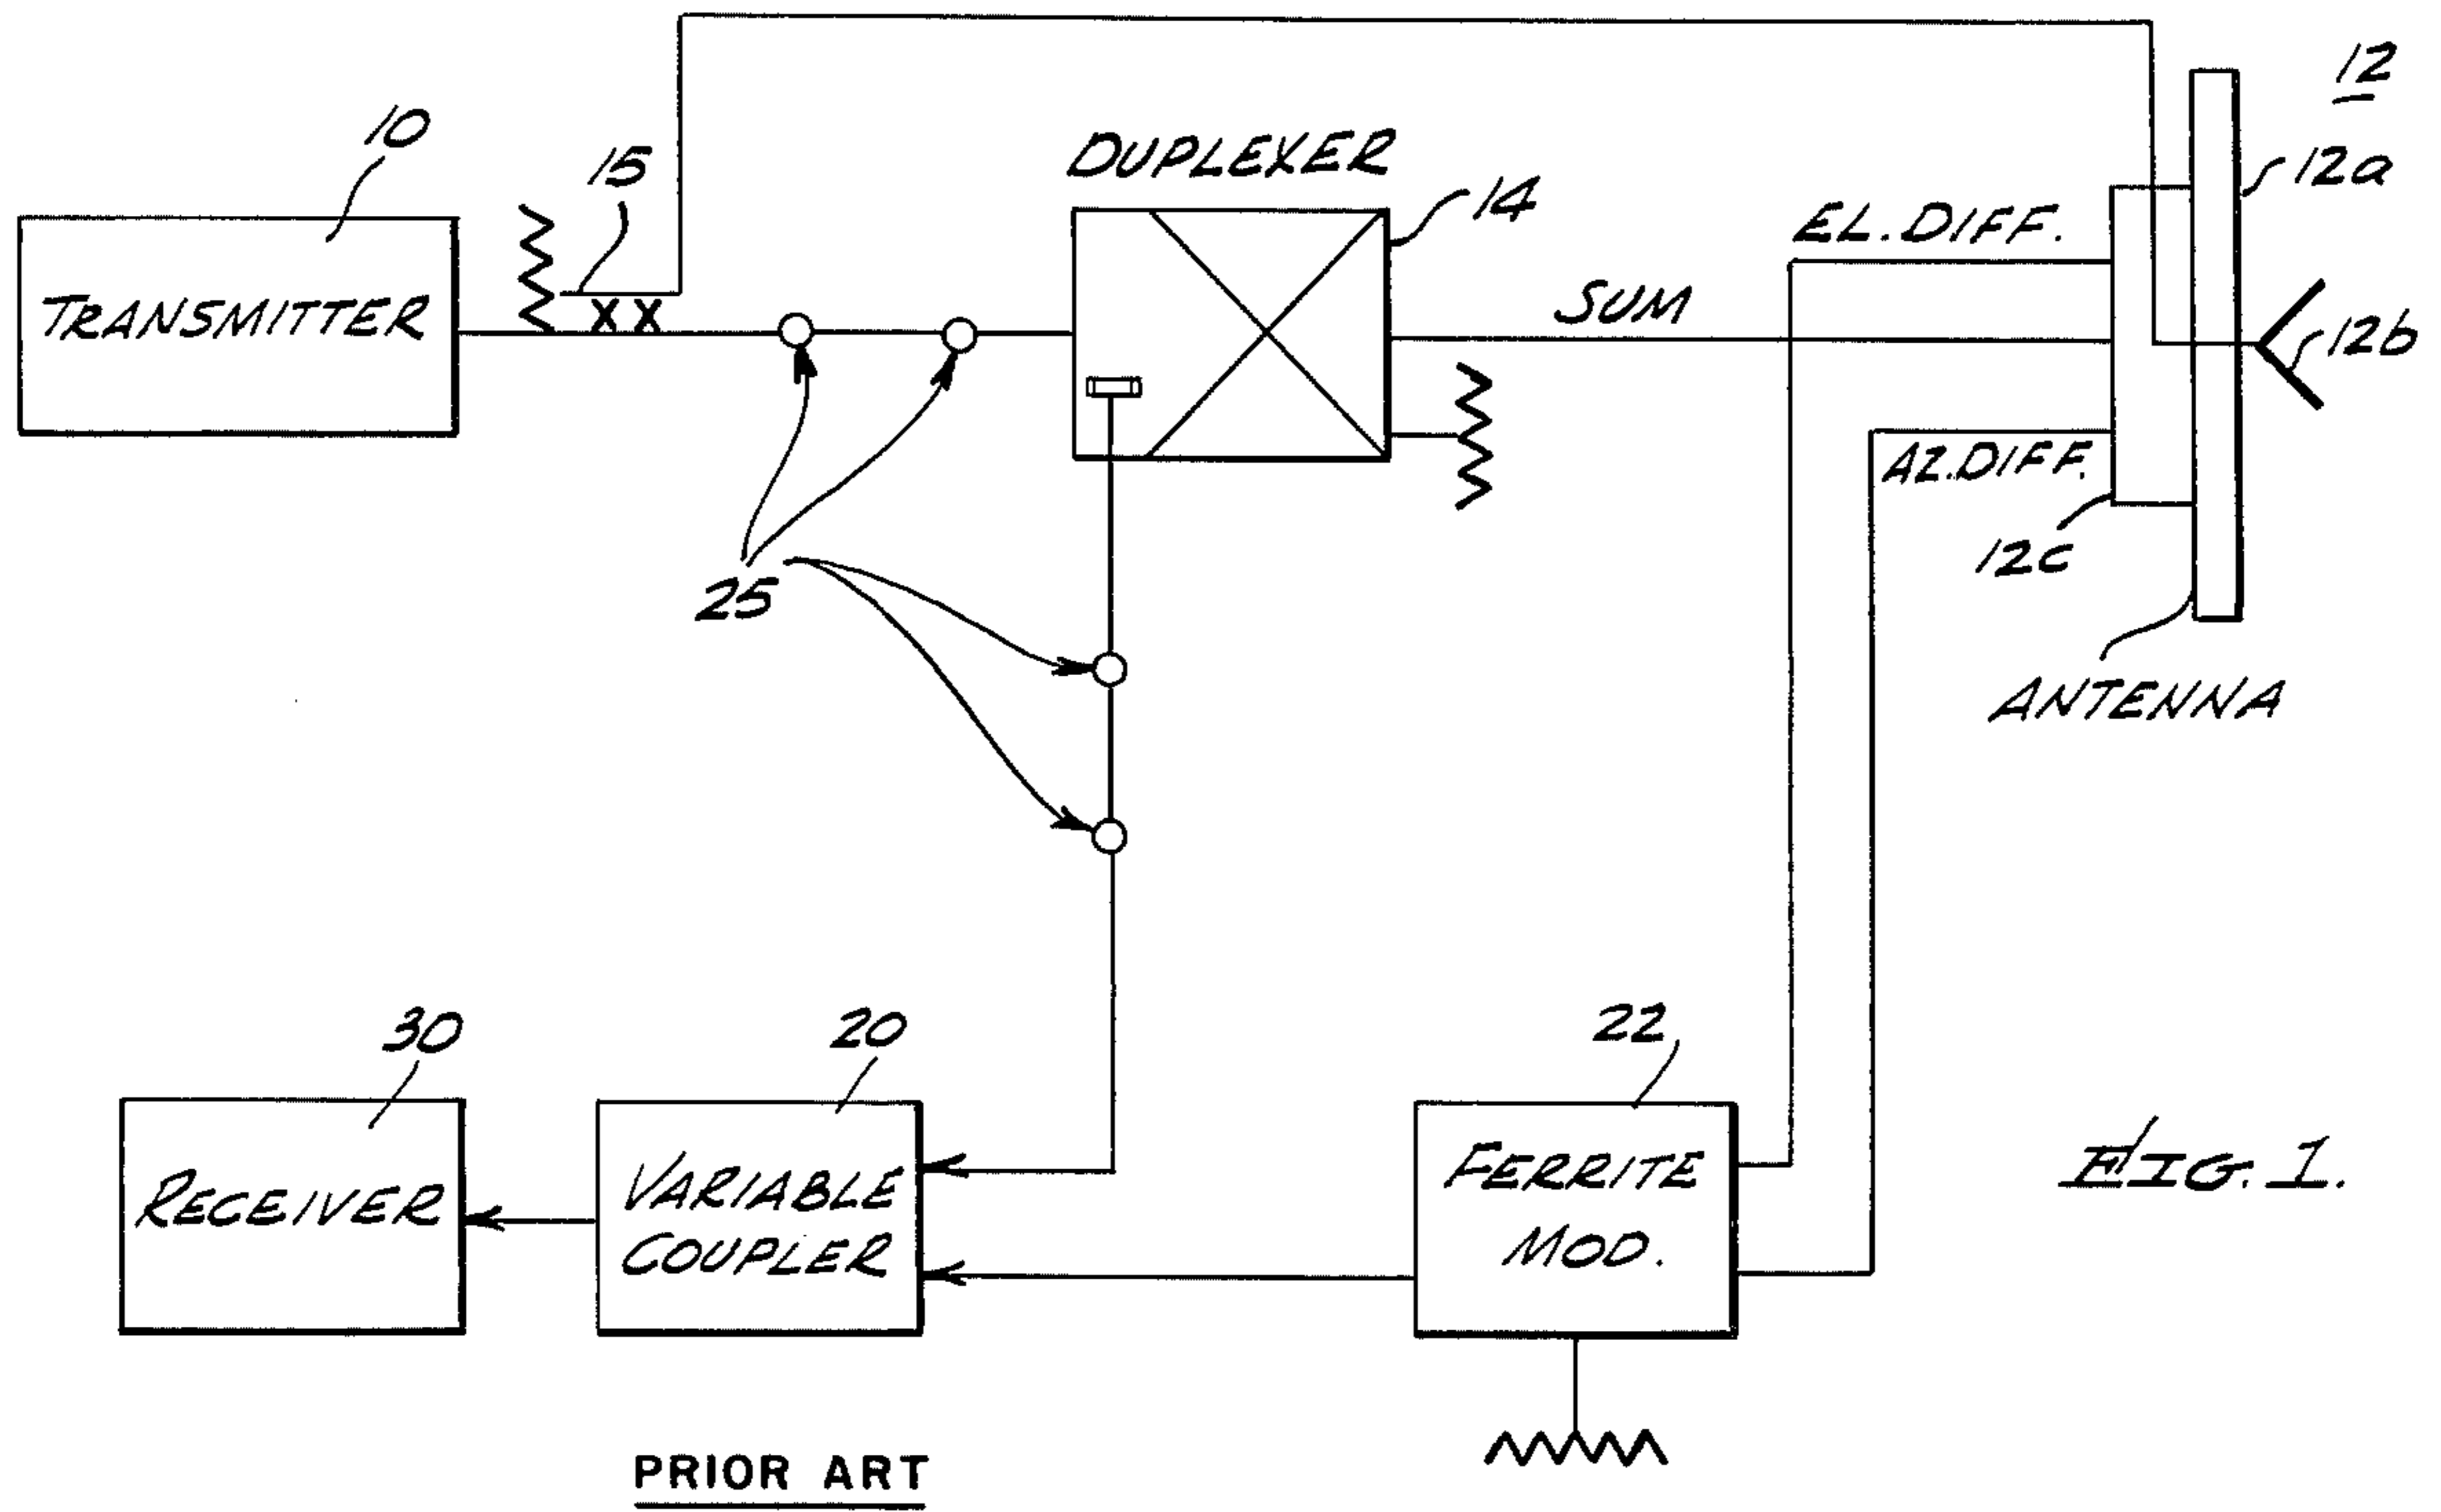 12
10
15
DUPLEXER
12a
14
EL. DIFF.
TRANSMITTER
XX
SUM
12b
AZ. DIFF.
12c
25
ANTENNA
30
20
22
RECEIVER
VARIABLE
COUPLER
FERRITE
MOD.
FIG. 1.
PRIOR ART